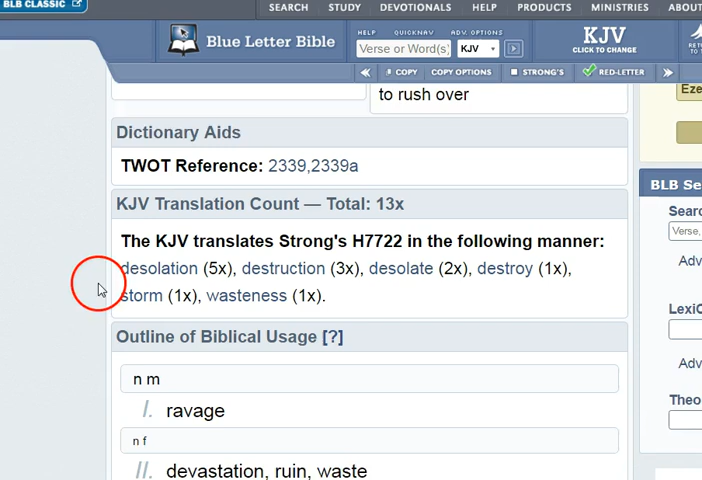 BLB CLASSIC
SEARCH STUDY DEVOTIONALS HELP PRODUCTS MINISTRIES ABOU
Blue Letter Bible
HELP QUICKNAV ADV. OPTIONS
Verse or Word(s) KJV
KJV
CLICK TO CHANGE
RET
TO
COPY COPY OPTIONS STRONG'S RED-LETTER
to rush over
Eze
Dictionary Aids
TWOT Reference: 2339,2339a
KJV Translation Count — Total: 13x
The KJV translates Strong's H7722 in the following manner:
desolation (5x), destruction (3x), desolate (2x), destroy (1x),
storm (1x), wasteness (1x).
Outline of Biblical Usage [?]
n m
I. ravage
n f
II. devastation, ruin, waste
BLB Se
Searc
Verse,
Adv
LexiC
Adv
Theo